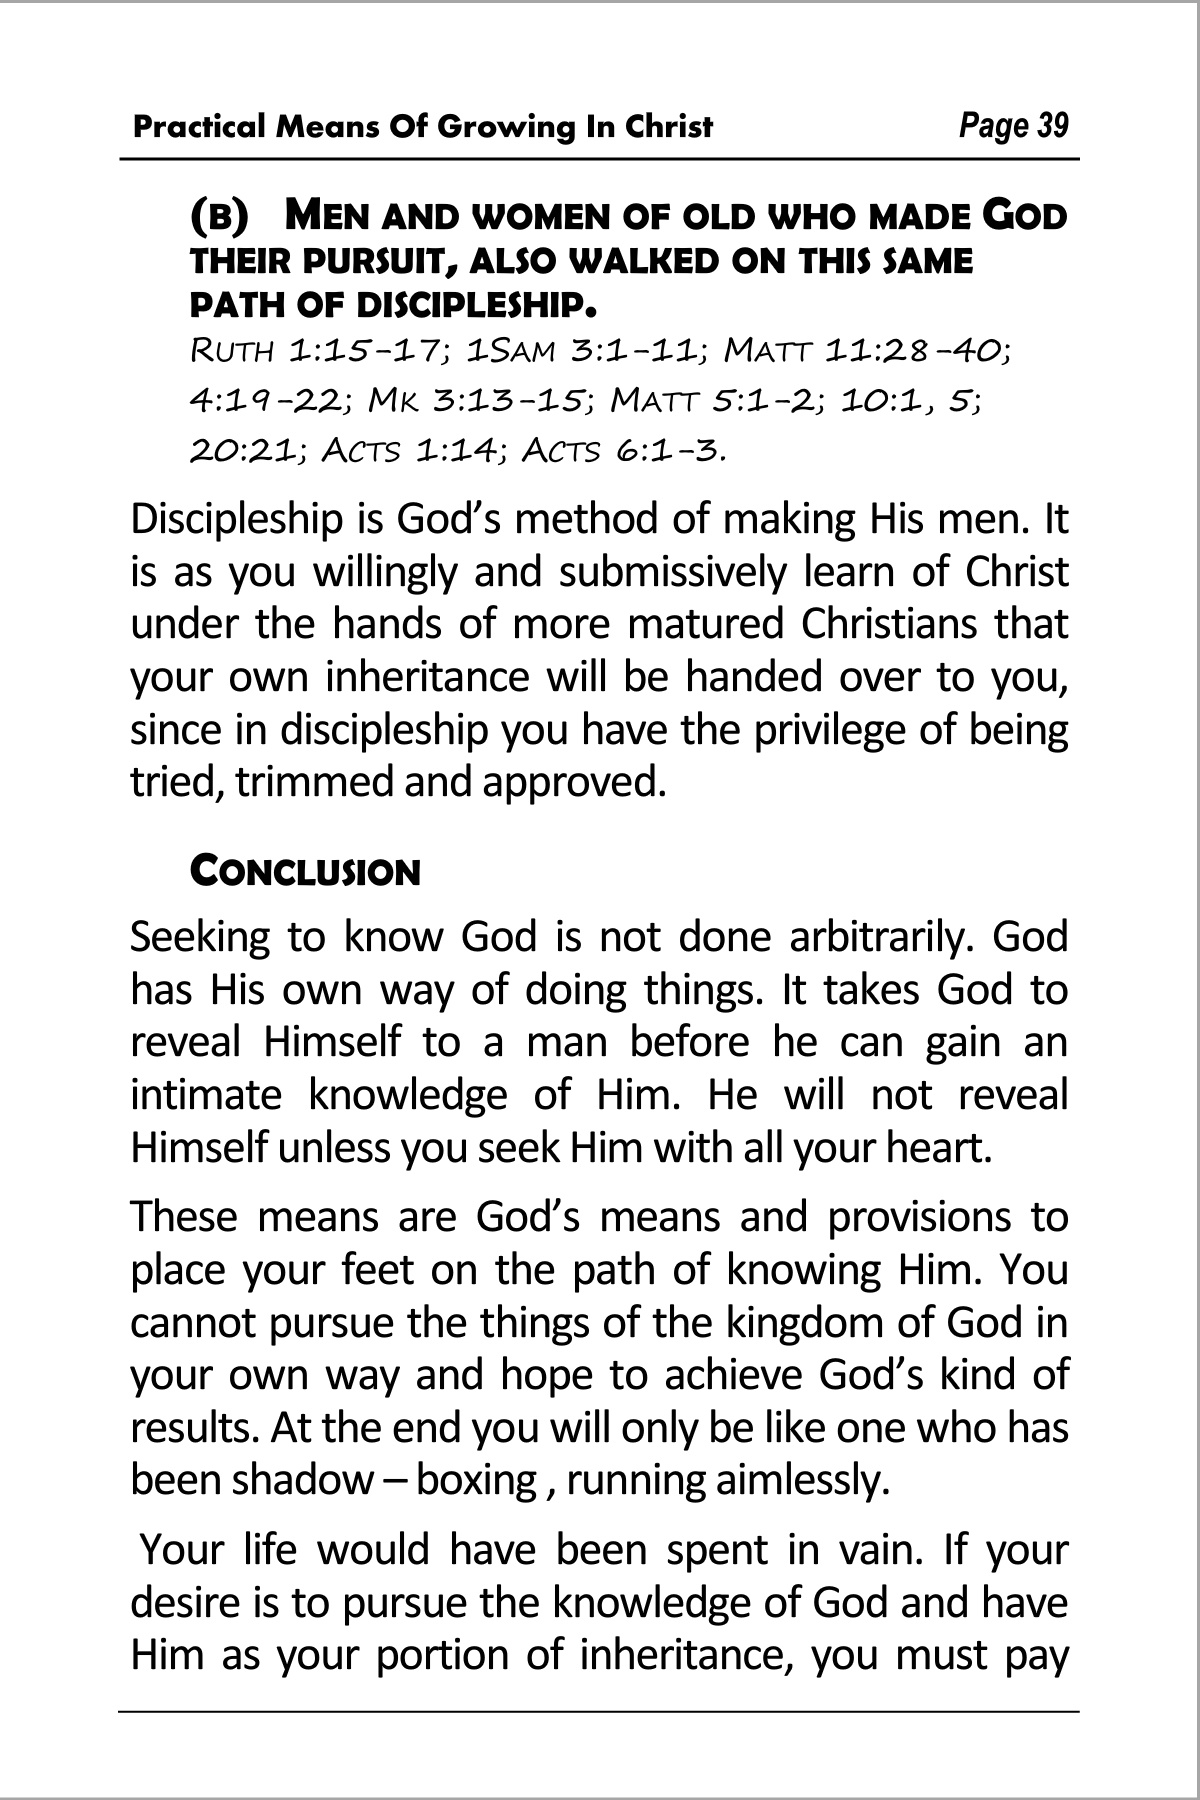 Practical Means Of Growing In Christ Page 39
(B) MEN AND WOMEN OF OLD WHO MADE GOD
THEIR PURSUIT, ALSO WALKED ON THIS SAME
PATH OF DISCIPLESHIP.
RUTH 1:15-17; 1SAM 3:1-11; MATT 11:28-40;
4:19-22; MK 3:13-15; MATT 5:1-2; 10:1, 5;
20:21; ACTS 1:14; ACTS 6:1-3.
Discipleship is God’s method of making His men. It
is as you willingly and submissively learn of Christ
under the hands of more matured Christians that
your own inheritance will be handed over to you,
since in discipleship you have the privilege of being
tried, trimmed and approved.
CONCLUSION
Seeking to know God is not done arbitrarily. God
has His own way of doing things. It takes God to
reveal Himself to a man before he can gain an
intimate knowledge of Him. He will not reveal
Himself unless you seek Him with all your heart.
These means are God’s means and provisions to
place your feet on the path of knowing Him. You
cannot pursue the things of the kingdom of God in
your own way and hope to achieve God’s kind of
results. At the end you will only be like one who has
been shadow – boxing , running aimlessly.
Your life would have been spent in vain. If your
desire is to pursue the knowledge of God and have
Him as your portion of inheritance, you must pay